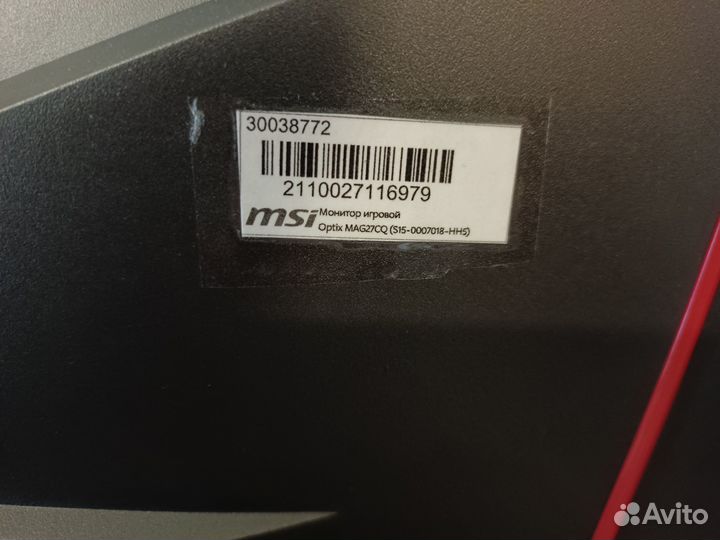 30038772
2110027116979
msi Монитор игровой
Optix MAG27CQ (S15-0007018-HH5)
Avito